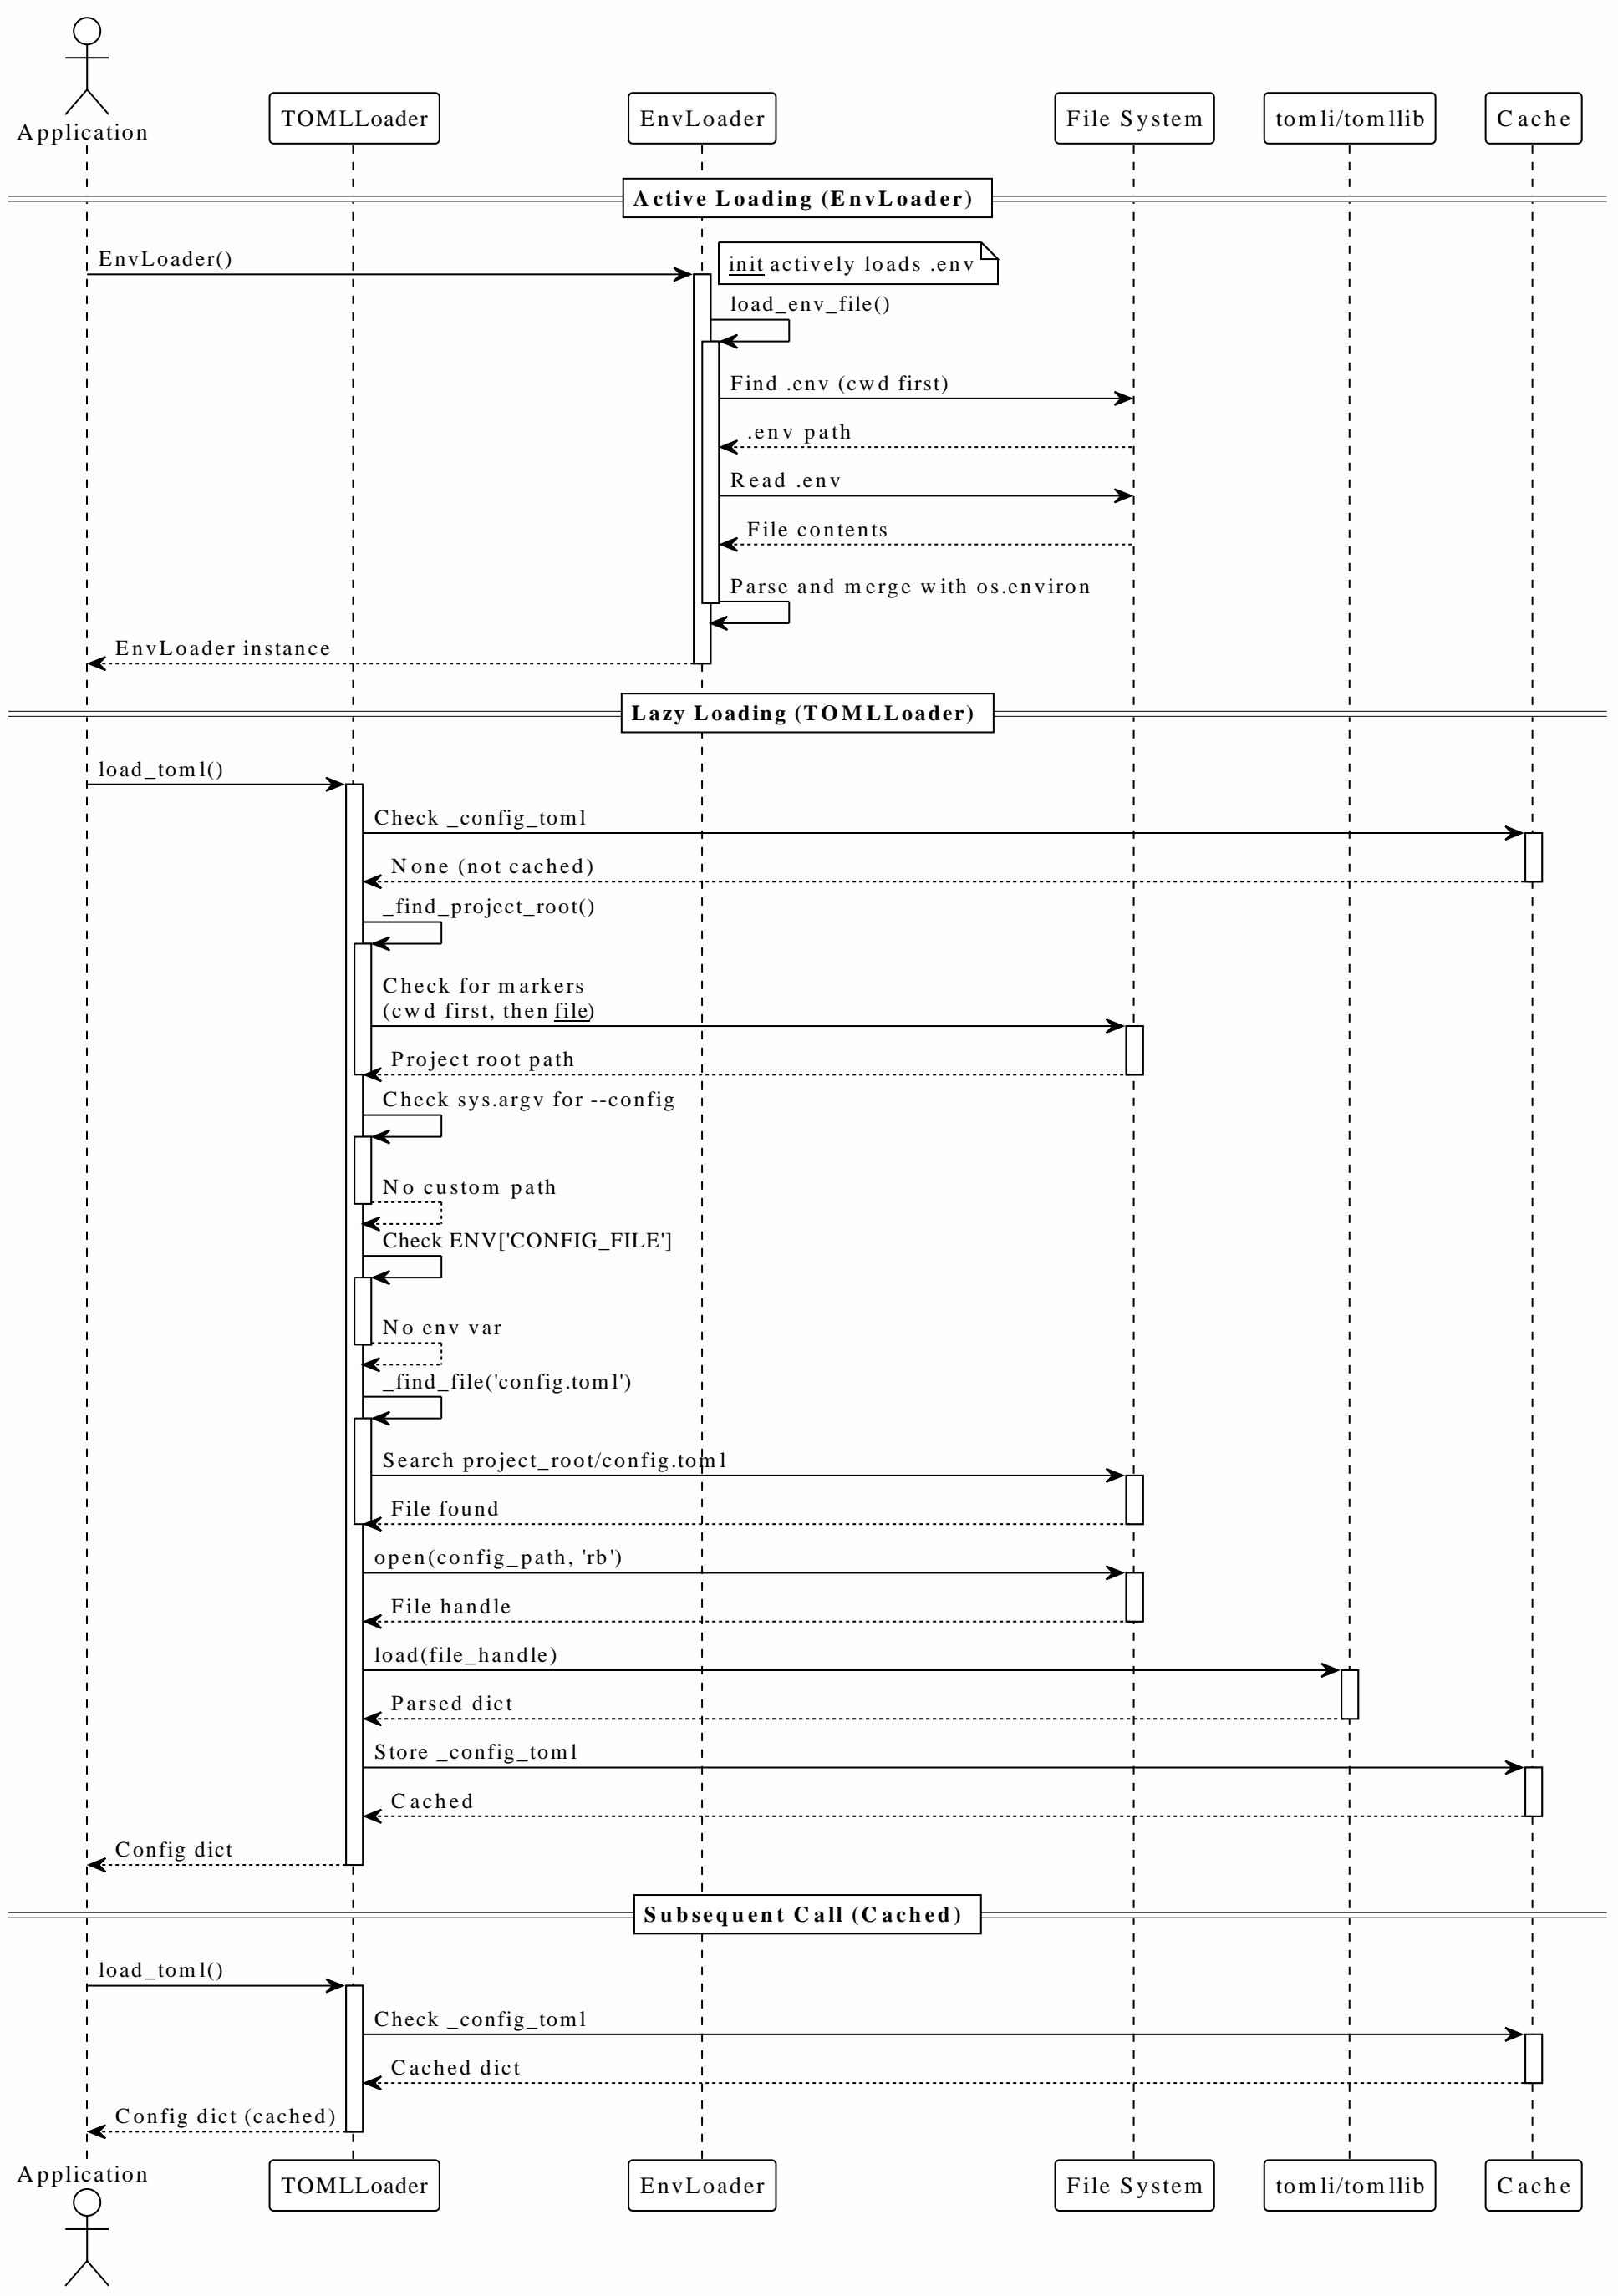 Application
TOMLLoader
EnvLoader
File System
tomli/tomllib
Cache
Active Loading (EnvLoader)
EnvLoader()
init actively loads .env
load_env_file()
Find .env (cwd first)
.env path
Read .env
File contents
Parse and merge with os.environ
EnvLoader instance
Lazy Loading (TOMLLoader)
load_toml()
Check _config_toml
None (not cached)
_find_project_root()
Check for markers
(cwd first, then file)
Project root path
Check sys.argv for --config
No custom path
Check ENV['CONFIG_FILE']
No env var
_find_file('config.toml')
Search project_root/config.toml
File found
open(config_path, 'rb')
File handle
load(file_handle)
Parsed dict
Store _config_toml
Cached
Config dict
Subsequent Call (Cached)
load_toml()
Check _config_toml
Cached dict
Config dict (cached)
Application
TOMLLoader
EnvLoader
File System
tomli/tomllib
Cache